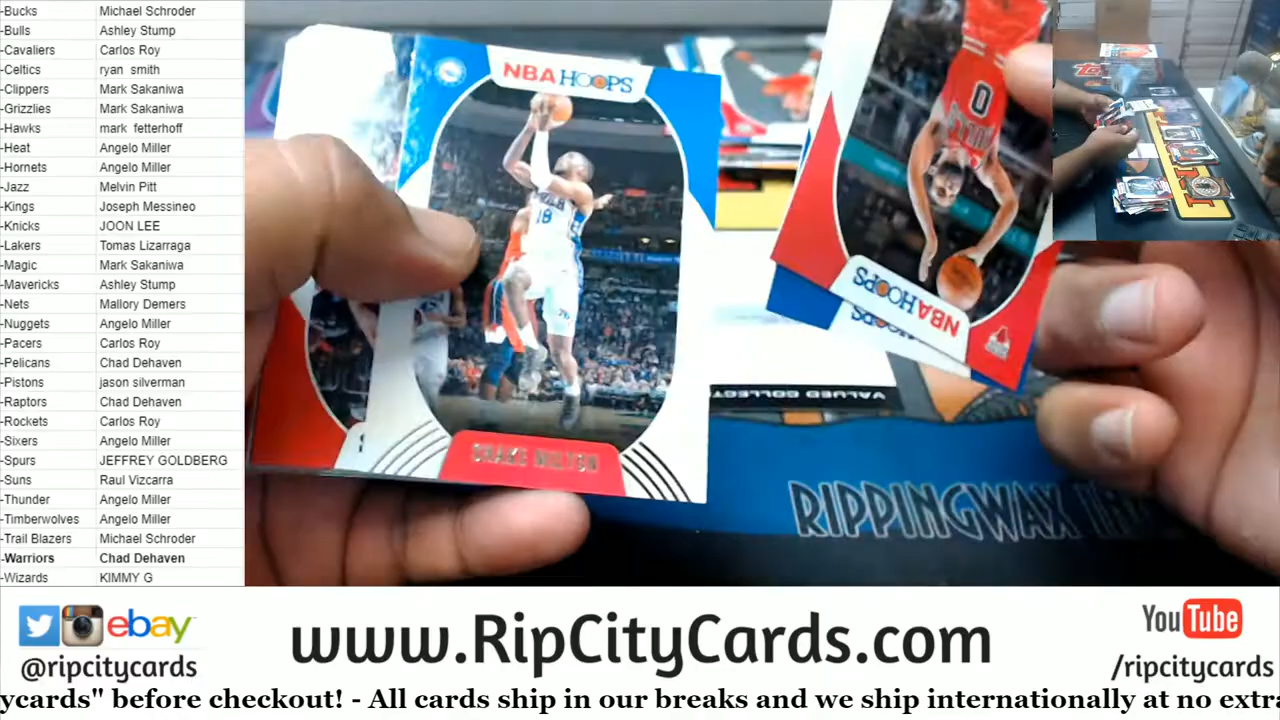 -Bucks Michael Schroder
-Bulls Ashley Stump
-Cavaliers Carlos Roy
-Celtics ryan smith
-Clippers Mark Sakaniwa
-Grizzlies Mark Sakaniwa
-Hawks mark fetterhoff
-Heat Angelo Miller
-Hornets Angelo Miller
-Jazz Melvin Pitt
-Kings Joseph Messineo
-Knicks JOON LEE
-Lakers Tomas Lizarraga
-Magic Mark Sakaniwa
-Mavericks Ashley Stump
-Nets Mallory Demers
-Nuggets Angelo Miller
-Pacers Carlos Roy
-Pelicans Chad Dehaven
-Pistons jason silverman
-Raptors Chad Dehaven
-Rockets Carlos Roy
-Sixers Angelo Miller
-Spurs JEFFREY GOLDBERG
-Suns Raul Vizcarra
-Thunder Angelo Miller
-Timberwolves Angelo Miller
-Trail Blazers Michael Schroder
-Warriors Chad Dehaven
-Wizards KIMMY G
NBA HOOPS
18
SHAKE MILTON
0
NBA HOOPS
HOOPS
VALUED COLLECT
RIPPINGWAX
ebay
@ripcitycards
www.RipCityCards.com
YouTube
/ripcitycards
ycards" before checkout! - All cards ship in our breaks and we ship internationally at no extra